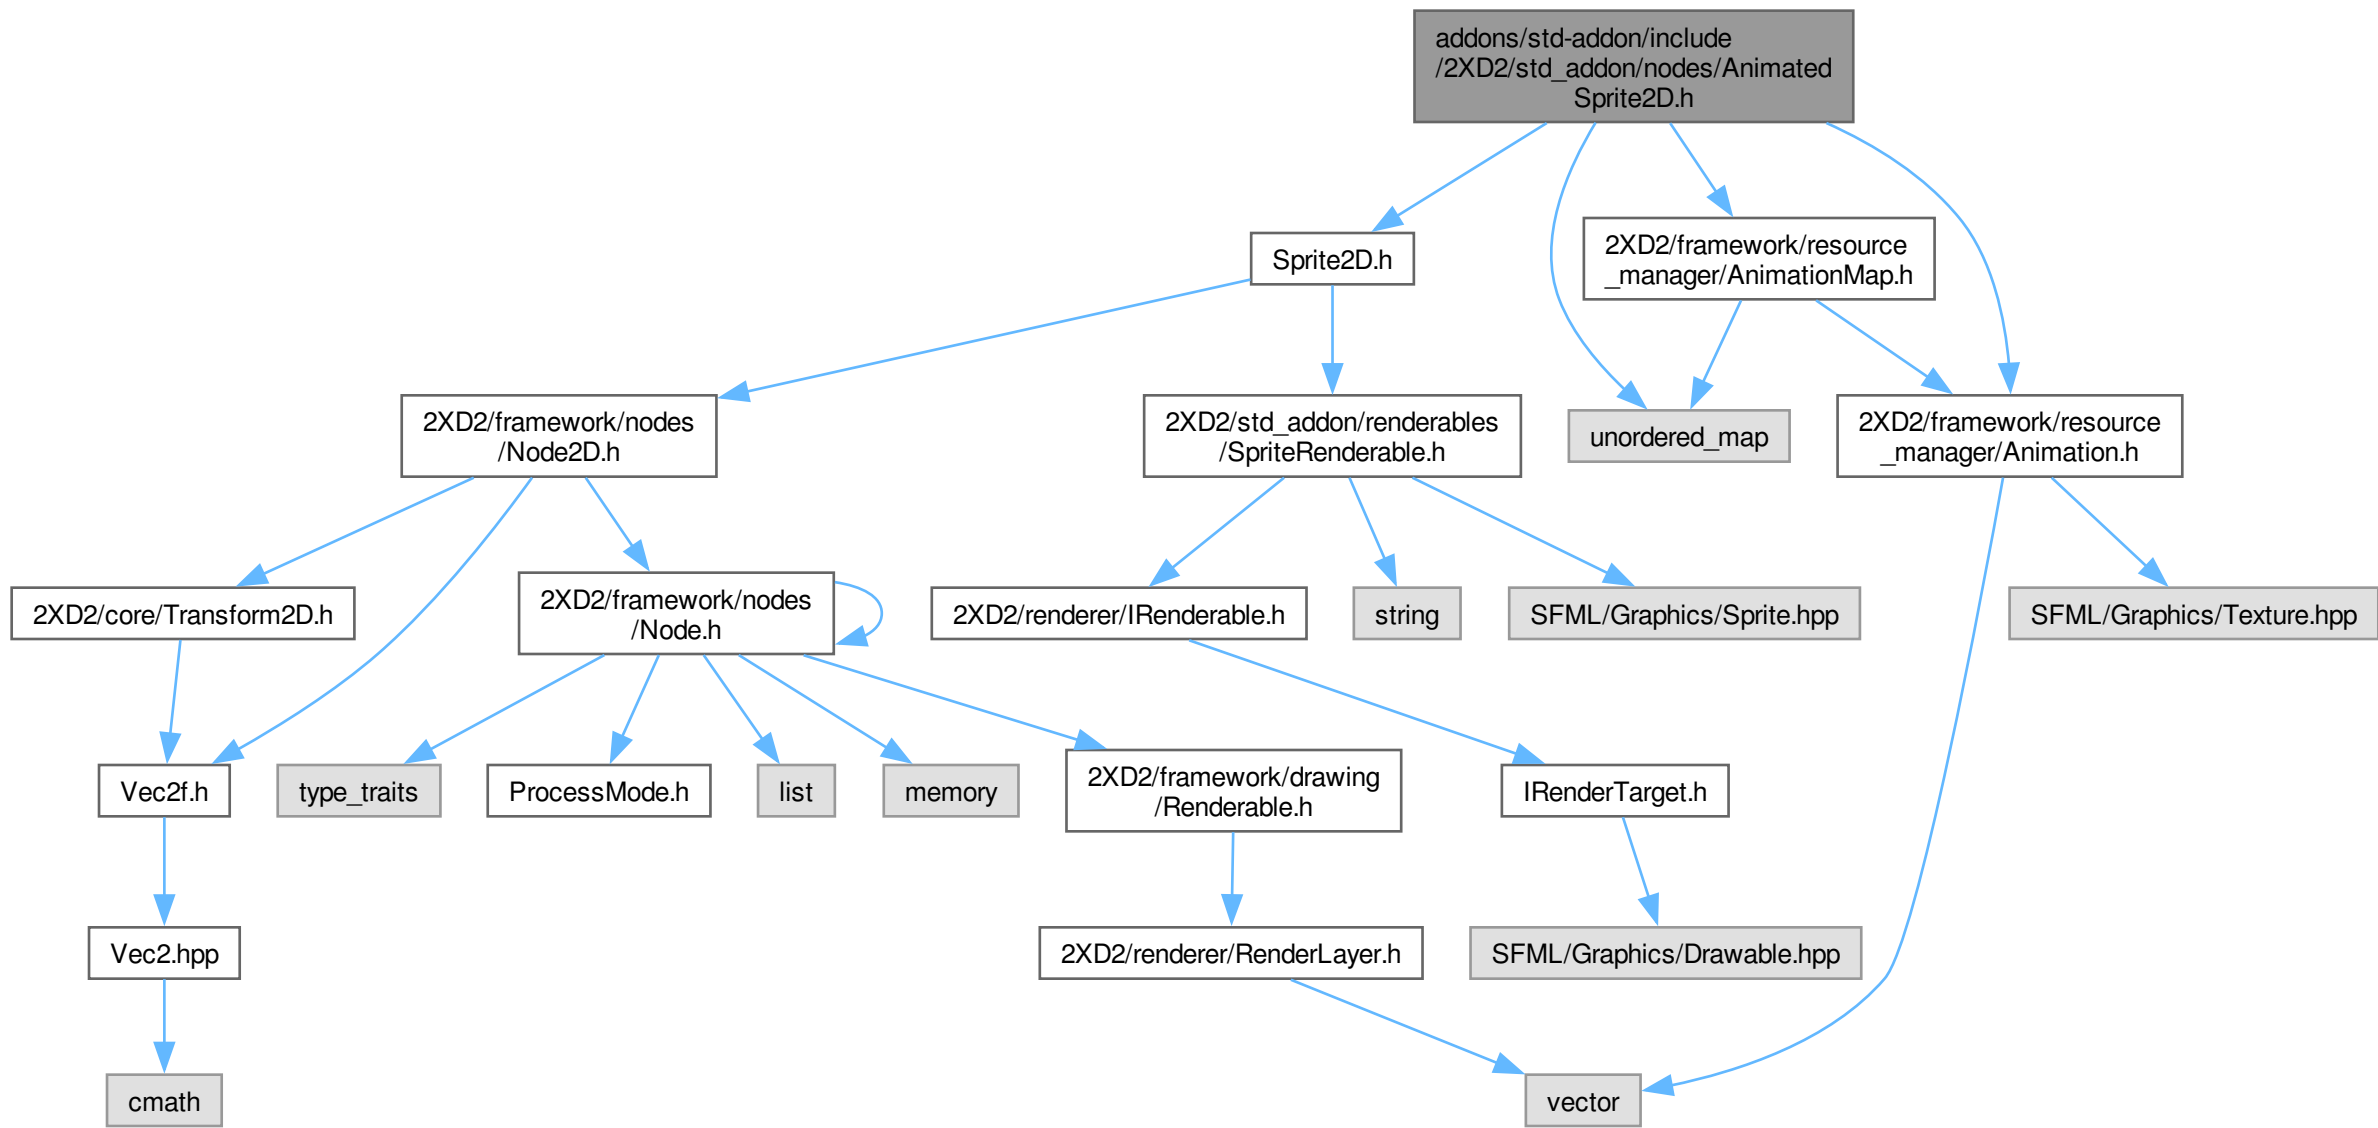 addons/std-addon/include
/2XD2/std_addon/nodes/Animated
Sprite2D.h
2XD2/framework/resource
_manager/AnimationMap.h
Sprite2D.h
2XD2/framework/nodes
/Node2D.h
2XD2/std_addon/renderables
/SpriteRenderable.h
unordered_map
2XD2/framework/resource
_manager/Animation.h
2XD2/core/Transform2D.h
2XD2/framework/nodes
/Node.h
2XD2/renderer/IRenderable.h
string
SFML/Graphics/Sprite.hpp
SFML/Graphics/Texture.hpp
Vec2f.h
type_traits
ProcessMode.h
list
memory
2XD2/framework/drawing
/Renderable.h
IRenderTarget.h
Vec2.hpp
2XD2/renderer/RenderLayer.h
SFML/Graphics/Drawable.hpp
cmath
vector